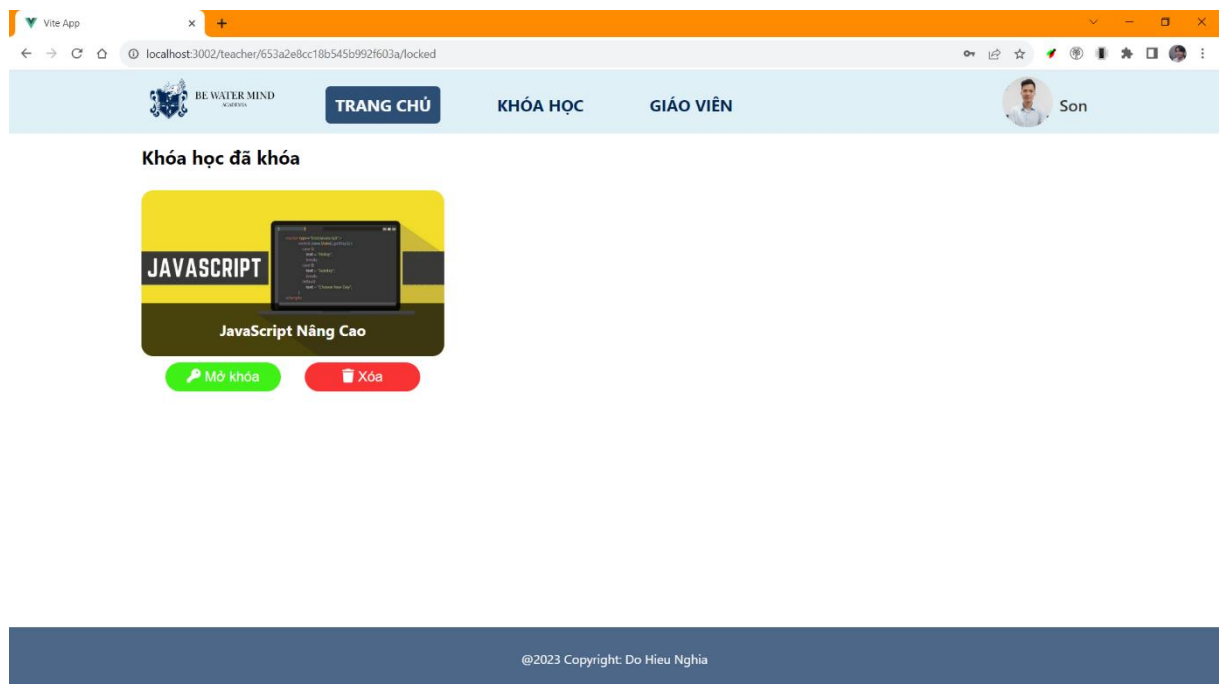 Vite App
localhost:3002/teacher/653a2e8cc18b545b992f603a/locked
BE WATER MIND
ACADEMIA
TRANG CHỦ
KHÓA HỌC
GIÁO VIÊN
Son
Khóa học đã khóa
JAVASCRIPT
JavaScript Nâng Cao
Mở khóa
Xóa
@2023 Copyright: Do Hieu Nghia